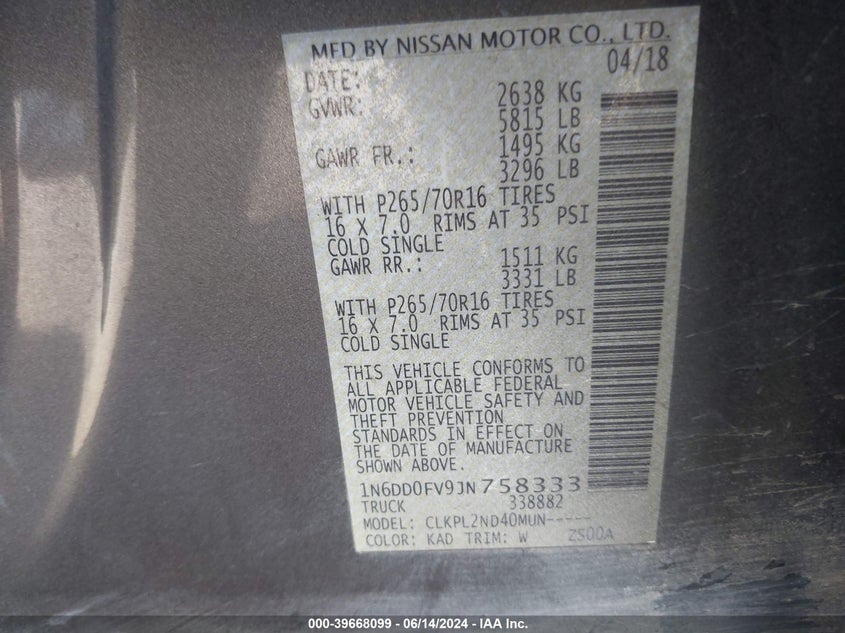 MFD BY NISSAN MOTOR CO., LTD.
DATE: 04/18
GVWR: 2638 KG
5815 LB
GAWR FR.: 1495 KG
3296 LB
WITH P265/70R16 TIRES
16 X 7.0 RIMS AT 35 PSI
COLD SINGLE
GAWR RR.: 1511 KG
3331 LB
WITH P265/70R16 TIRES
16 X 7.0 RIMS AT 35 PSI
COLD SINGLE
THIS VEHICLE CONFORMS TO
ALL APPLICABLE FEDERAL
MOTOR VEHICLE SAFETY AND
THEFT PREVENTION
STANDARDS IN EFFECT ON
THE DATE OF MANUFACTURE
SHOWN ABOVE.
1N6DD0FV9JN758333
TRUCK 338882
MODEL: CLKPL2ND40MUN-----
COLOR: KAD TRIM: W ZS00A
000-39668099 - 06/14/2024 - IAA Inc.